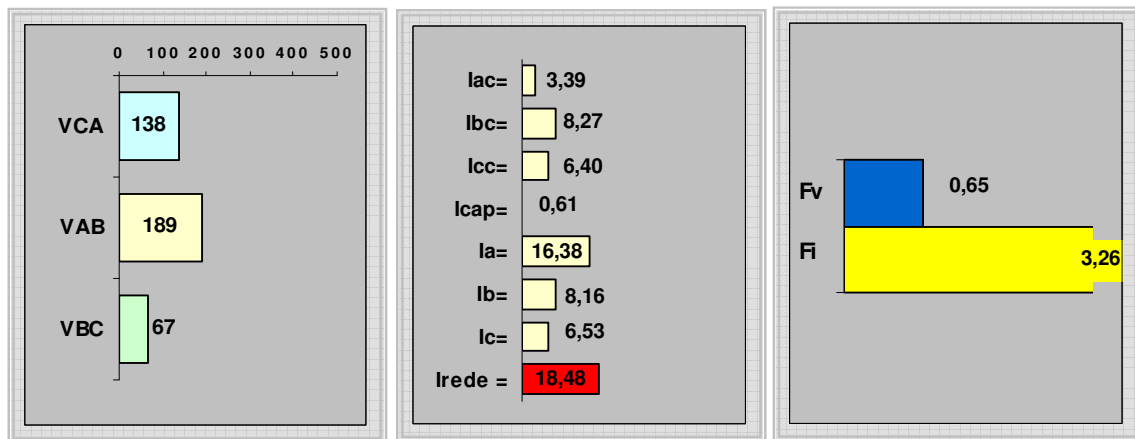 0 100 200 300 400 500
VCA 138
VAB 189
VBC 67
Iac= 3,39
Ibc= 8,27
Icc= 6,40
Icap= 0,61
Ia= 16,38
Ib= 8,16
Ic= 6,53
Irede = 18,48
Fv 0,65
Fi 3,26